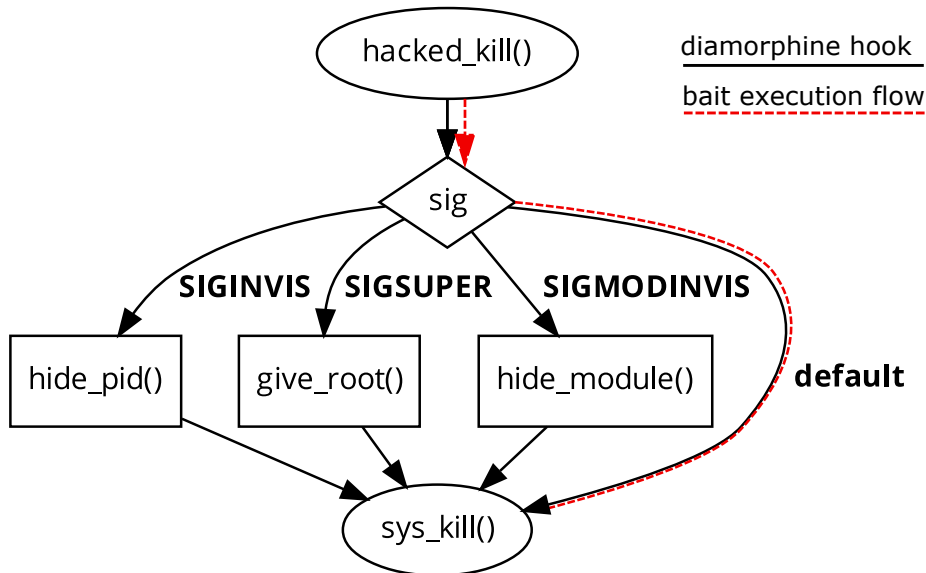 hacked_kill()
diamorphine hook
bait execution flow
sig
SIGINVIS
SIGSUPER
SIGMODINVIS
hide_pid()
give_root()
hide_module()
default
sys_kill()